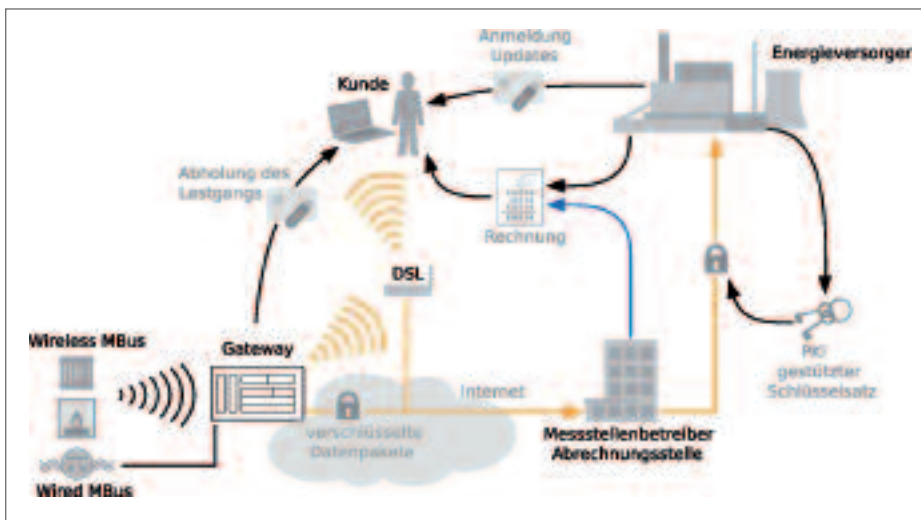 Anmeldung
Updates
Energieversorger
Kunde
Abholung des
Lastgangs
Rechnung
DSL
Wireless MBus
Gateway
PKI
gestützter
Schlüsselsatz
Internet
verschlüsselte
Datenpakete
Messstellenbetreiber
Abrechnungsstelle
Wired MBus